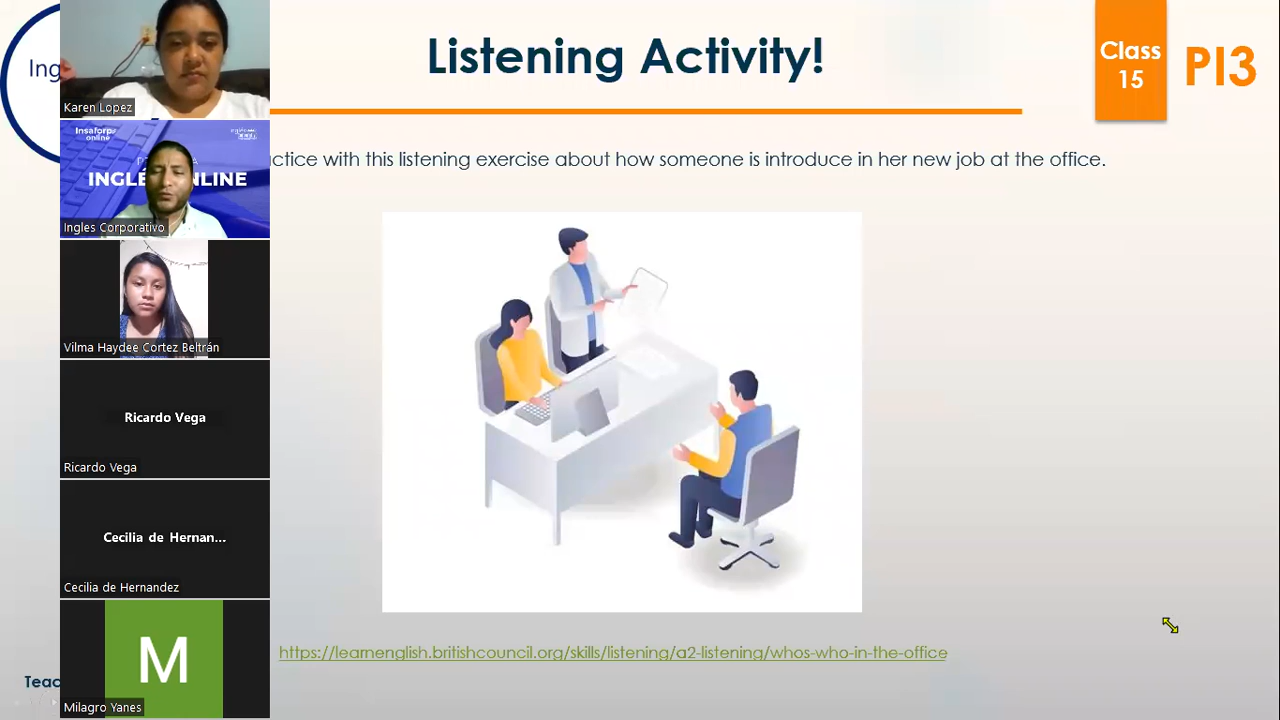 Listening Activity!
Class
15
PI3
Ing
Karen Lopez
Insaforp
online
INGLÉS ONLINE
Ingles Corporativo
ctice with this listening exercise about how someone is introduce in her new job at the office.
Vilma Haydee Cortez Beltrán
Ricardo Vega
Ricardo Vega
Cecilia de Hernan...
Cecilia de Hernandez
M
Milagro Yanes
https://learnenglish.britishcouncil.org/skills/listening/a2-listening/whos-who-in-the-office
Teac